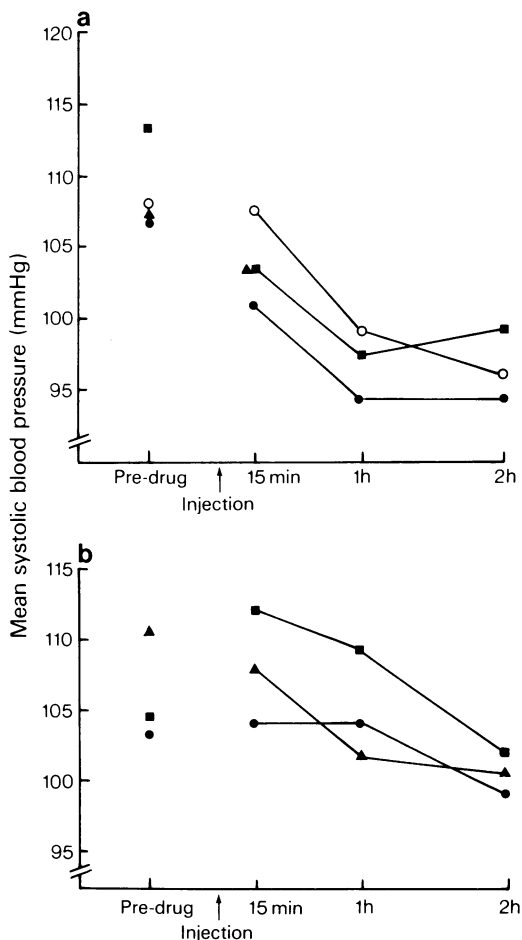 a
120
115
110
105
100
95
Pre-drug 15 min 1h 2h
Injection
Mean systolic blood pressure (mmHg)
b
115
110
105
100
95
Pre-drug 15 min 1h 2h
Injection